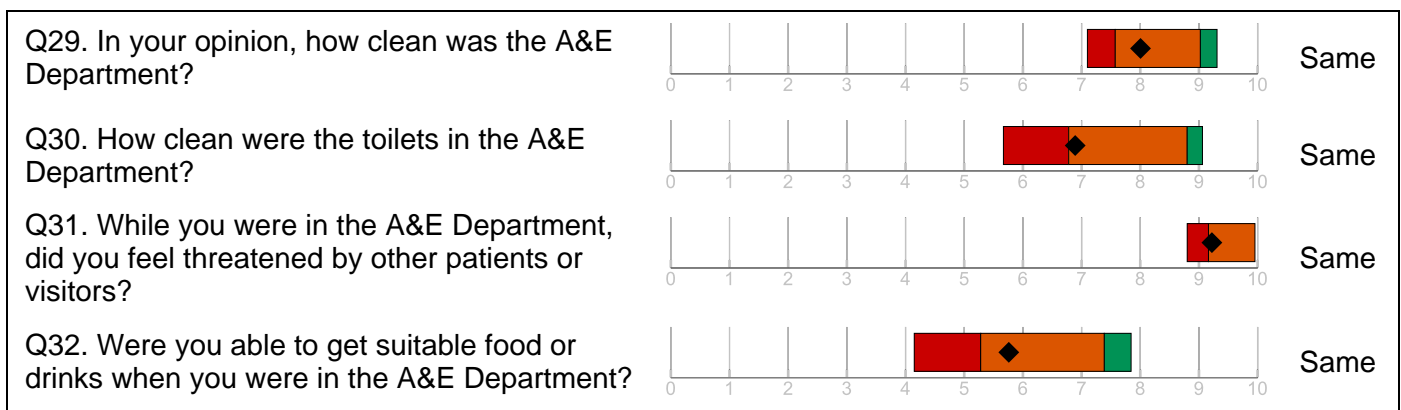 Q29. In your opinion, how clean was the A&E
Department?
Same
0 1 2 3 4 5 6 7 8 9 10
Q30. How clean were the toilets in the A&E
Department?
Same
0 1 2 3 4 5 6 7 8 9 10
Q31. While you were in the A&E Department,
did you feel threatened by other patients or
visitors?
Same
0 1 2 3 4 5 6 7 8 9 10
Q32. Were you able to get suitable food or
drinks when you were in the A&E Department?
Same
0 1 2 3 4 5 6 7 8 9 10